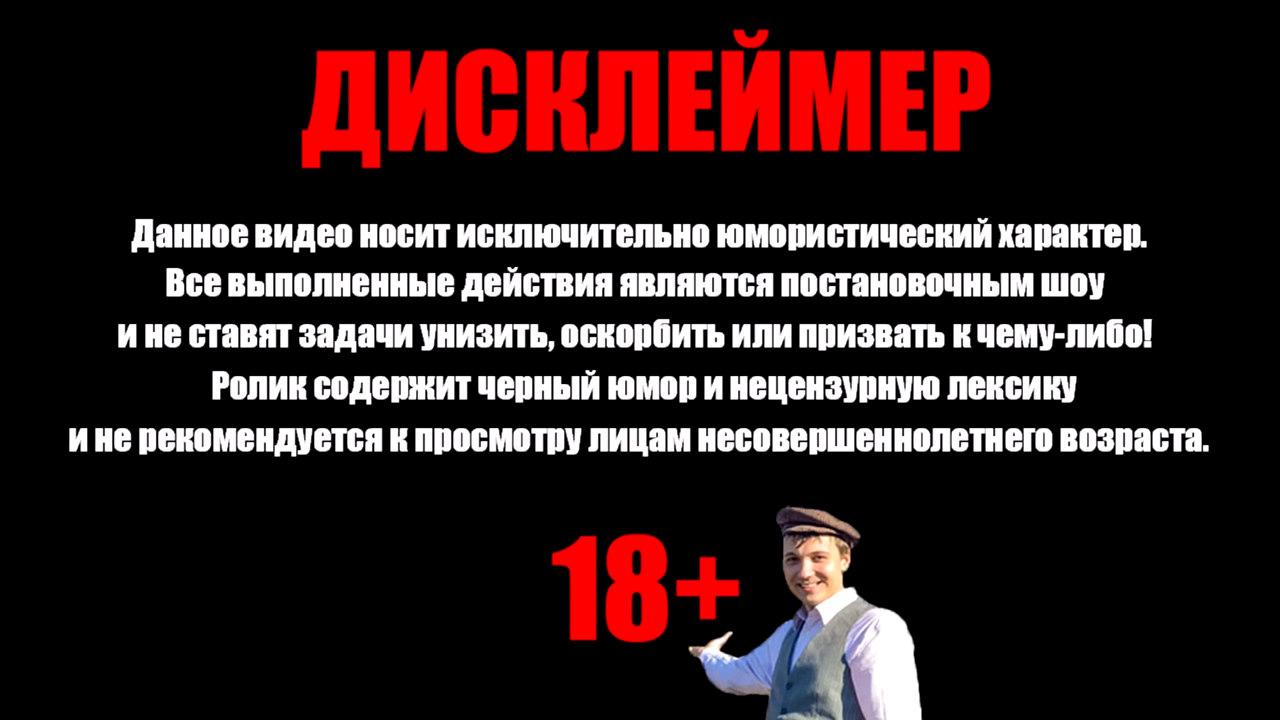 ДИСКЛЕЙМЕР
Данное видео носит исключительно юмористический характер.
Все выполненные действия являются постановочным шоу
и не ставят задачи унизить, оскорбить или призвать к чему-либо!
Ролик содержит черный юмор и нецензурную лексику
и не рекомендуется к просмотру лицам несовершеннолетнего возраста.
18+